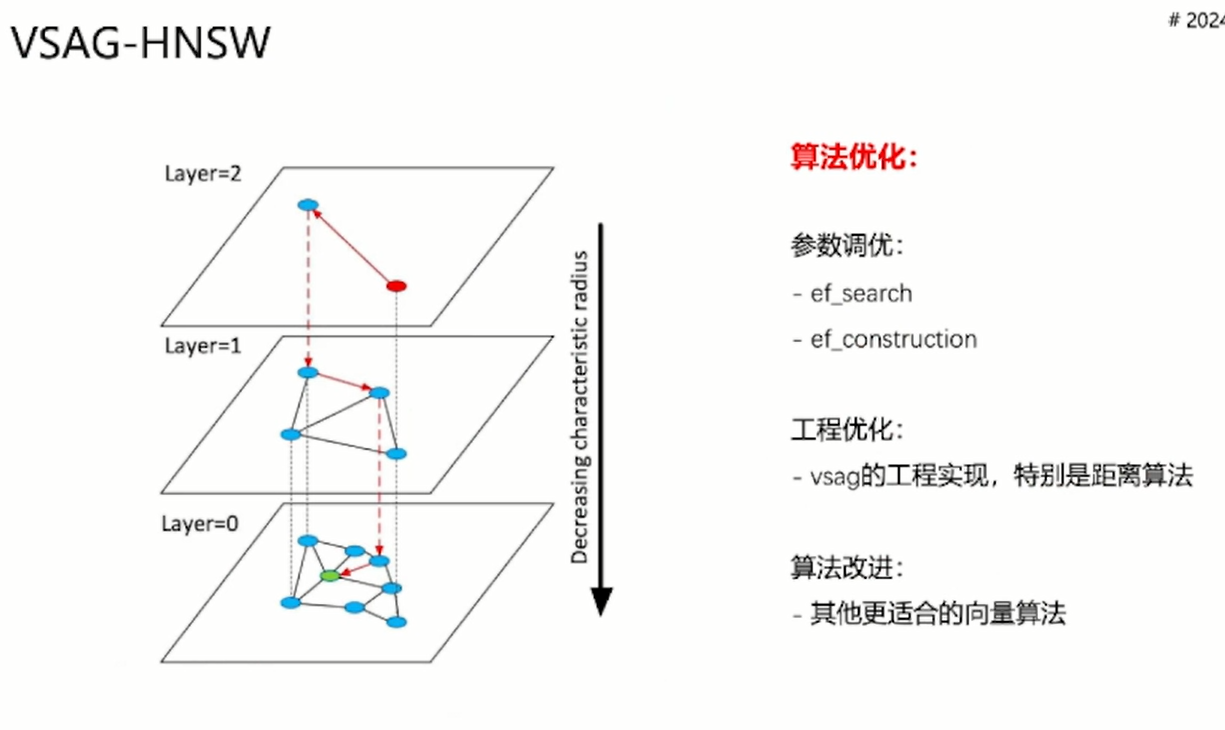 VSAG-HNSW
# 2024
Layer=2
Layer=1
Layer=0
Decreasing characteristic radius
算法优化：
参数调优：
- ef_search
- ef_construction
工程优化：
- vsag的工程实现，特别是距离算法
算法改进：
- 其他更适合的向量算法